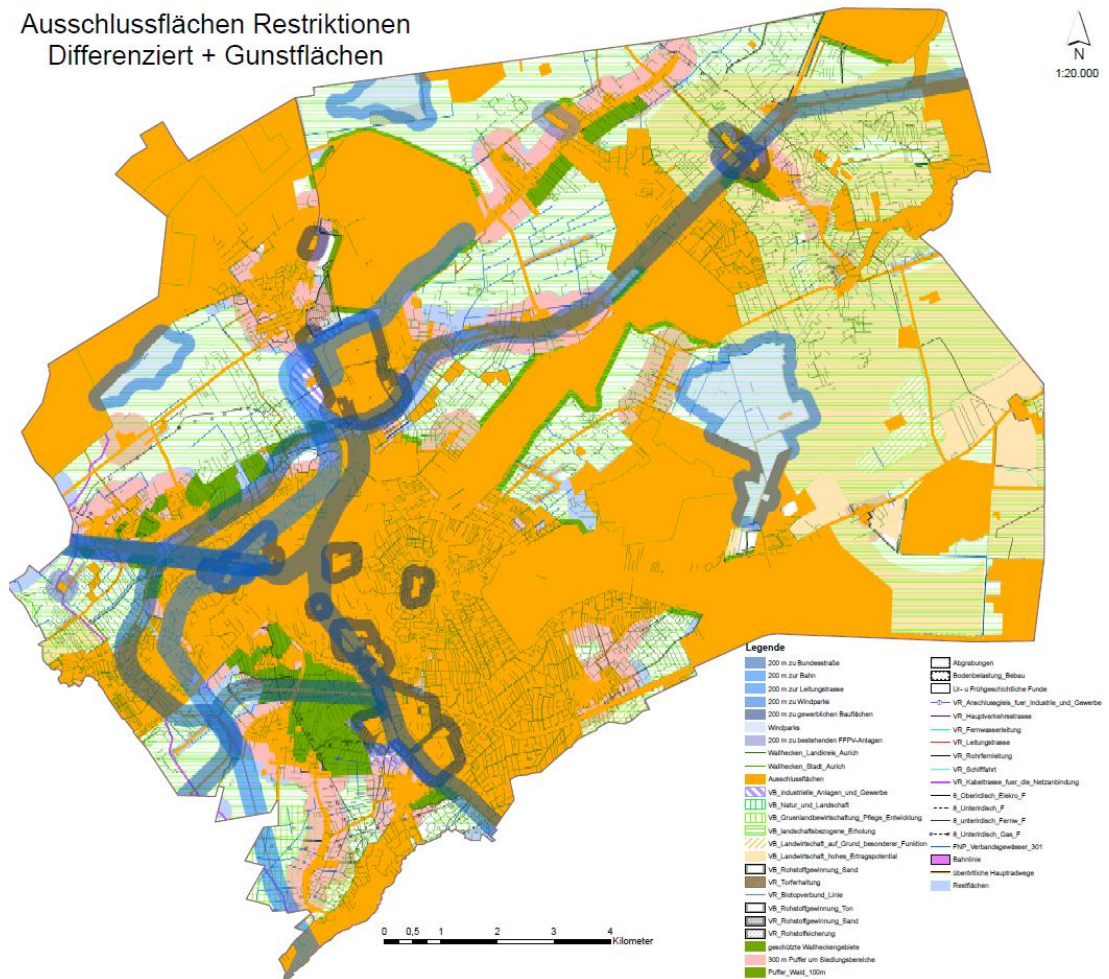 Ausschlussflächen Restriktionen
Differenziert + Gunstflächen
N
1:20.000
Legende
200 m zu Bundesstraße
200 m zur Bahn
200 m zur Leitungstrasse
200 m zu Windparks
200 m zu gewerblichen Bauflächen
Windparks
200 m zu bestehenden FFPV-Anlagen
Wallhecken_Landkreis_Aurich
Wallhecken_Stadt_Aurich
Ausschlussflächen
VB_industrielle_Anlagen_und_Gewerbe
VB_Natur_und_Landschaft
VB_Gruenlandbewirtschaftung_Pflege_Entwicklung
VB_landschaftsbezogene_Erholung
VB_Landwirtschaft_auf_Grund_besonderer_Funktion
VB_Landwirtschaft_hohes_Ertragspotential
VB_Rohstoffgewinnung_Sand
VR_Torferhaltung
VR_Biotopverbund_Linie
VB_Rohstoffgewinnung_Ton
VR_Rohstoffgewinnung_Sand
VR_Rohstoffsicherung
geschützte Wallheckengebiete
300 m Puffer um Siedlungsbereiche
Puffer_Wald_100m
Abgrabungen
Bodenbelastung_Bebau
Ur- u Frühgeschichtliche Funde
VR_Anschlussgleis_fuer_Industrie_und_Gewerbe
VR_Hauptverkehrstrasse
VR_Fernwasserleitung
VR_Leitungstrasse
VR_Rohrfernleitung
VR_Schifffahrt
VR_Kabeltrasse_fuer_die_Netzanbindung
8_Oberirdisch_Elekro_F
8_Unterirdisch_F
8_unterirdisch_Fernw_F
8_Unterirdisch_Gas_F
FNP_Verbandsgewässer_301
Bahnlinie
überörtliche Hauptradwege
Restflächen
0 0,5 1 2 3 4
Kilometer